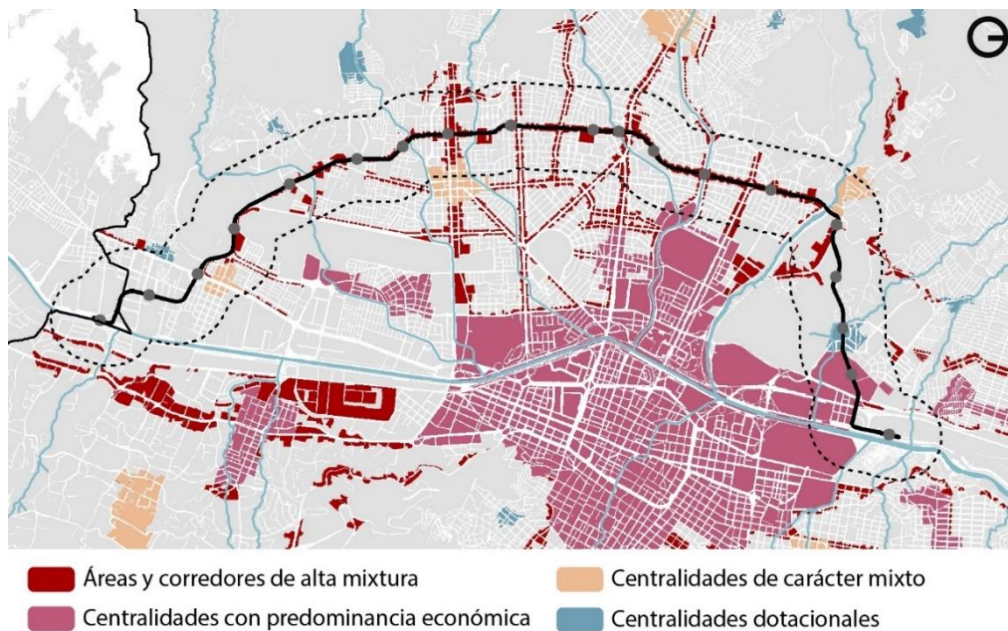 Áreas y corredores de alta mixtura
Centralidades de carácter mixto
Centralidades con predominancia económica
Centralidades dotacionales